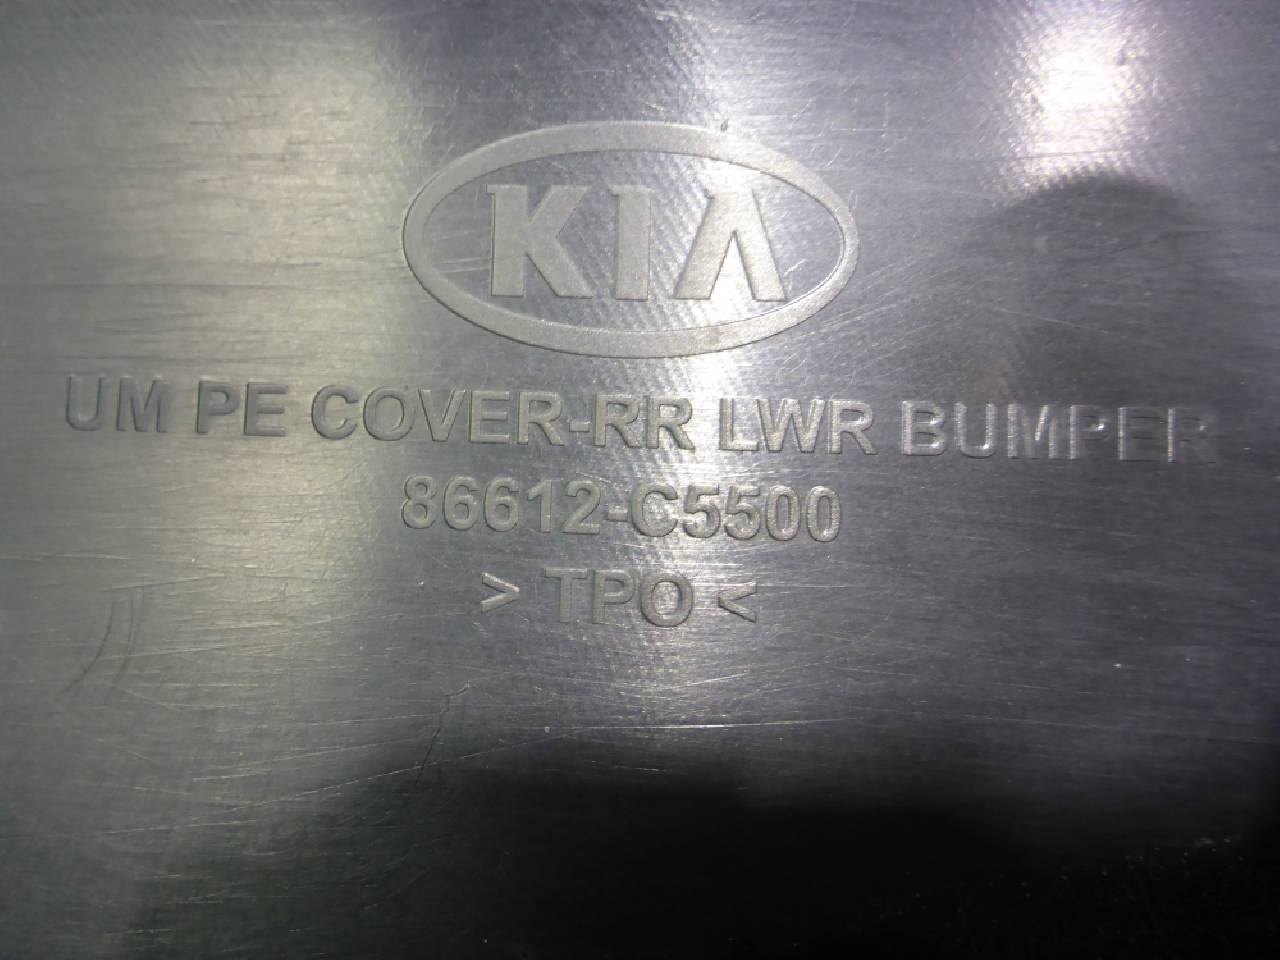 KIA
UM PE COVER-RR LWR BUMPER
86612-C5500
> TPO <